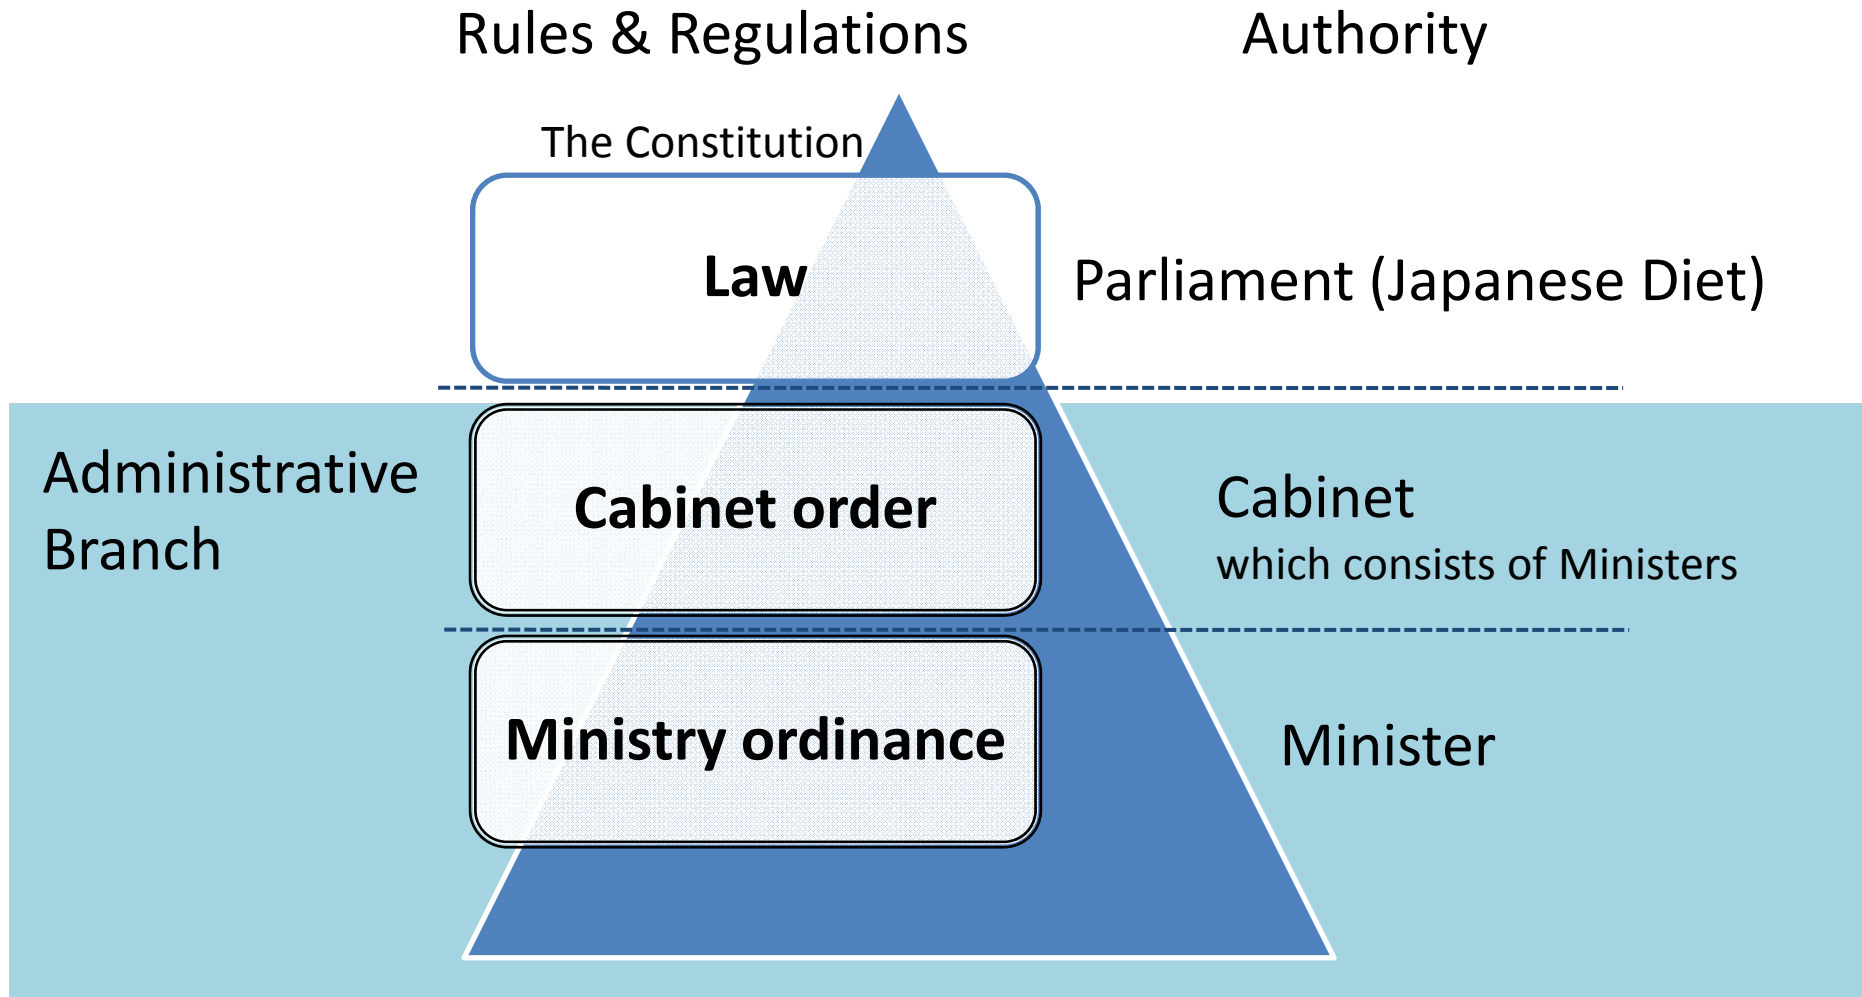 Rules & Regulations
Authority
The Constitution
Law
Parliament (Japanese Diet)
Administrative
Branch
Cabinet order
Cabinet
which consists of Ministers
Ministry ordinance
Minister